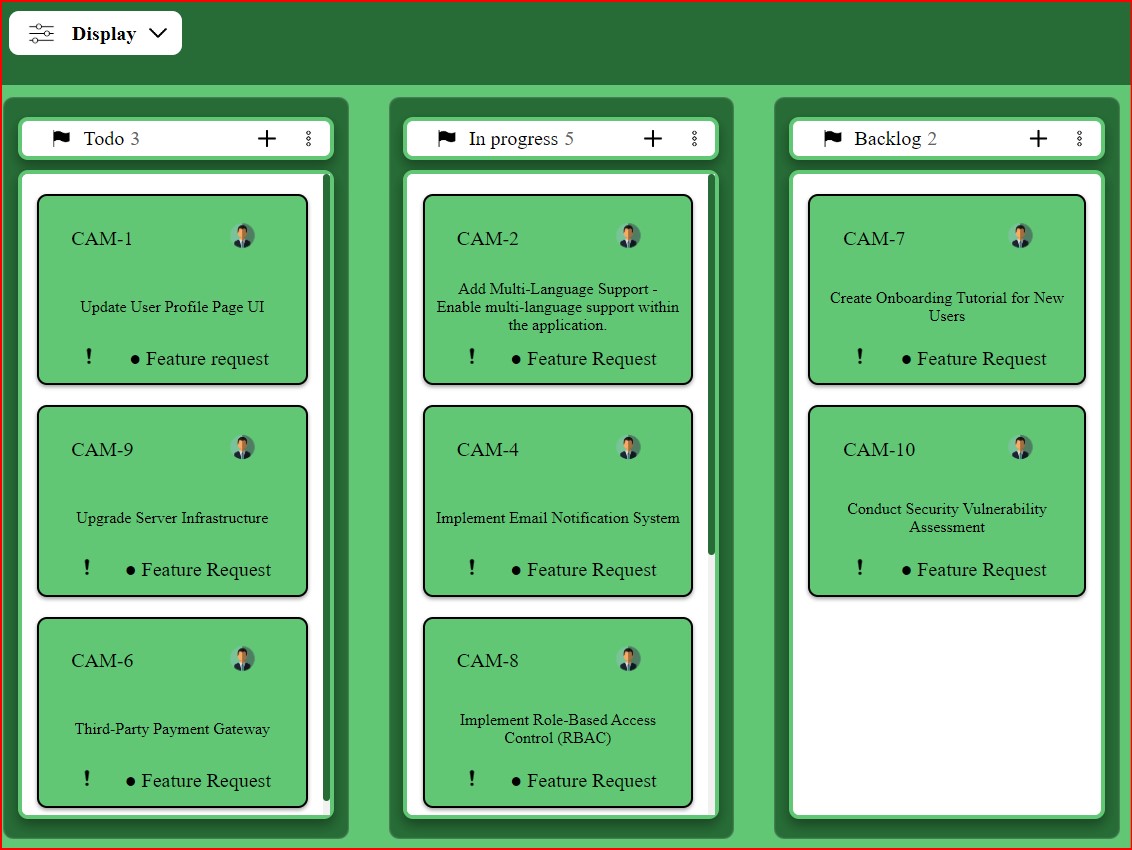 Display
Todo 3
CAM-1
Update User Profile Page UI
! ● Feature request
CAM-9
Upgrade Server Infrastructure
! ● Feature Request
CAM-6
Third-Party Payment Gateway
! ● Feature Request
In progress 5
CAM-2
Add Multi-Language Support -
Enable multi-language support within
the application.
! ● Feature Request
CAM-4
Implement Email Notification System
! ● Feature Request
CAM-8
Implement Role-Based Access
Control (RBAC)
! ● Feature Request
Backlog 2
CAM-7
Create Onboarding Tutorial for New
Users
! ● Feature Request
CAM-10
Conduct Security Vulnerability
Assessment
! ● Feature Request